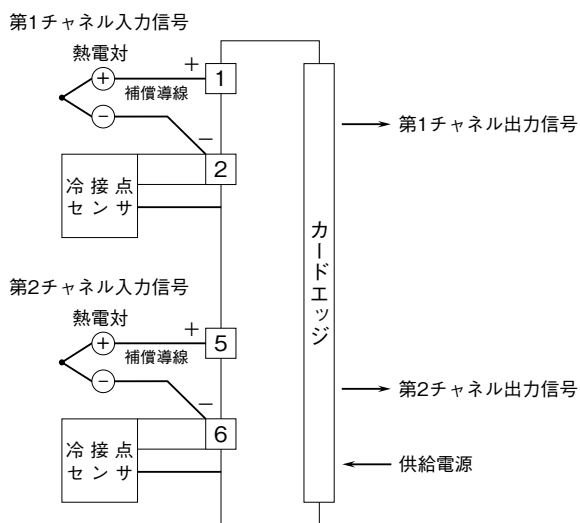 第1チャネル入力信号
熱電対
+
+
1
補償導線
−
−
2
冷接点
センサ
第1チャネル出力信号
カードエッジ
第2チャネル入力信号
熱電対
+
+
5
補償導線
−
−
6
冷接点
センサ
第2チャネル出力信号
供給電源